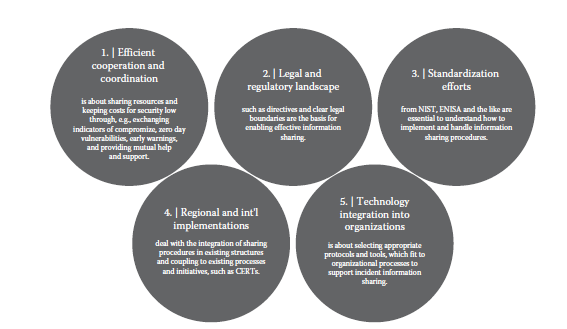 1. | Efficient
cooperation and
coordination
is about sharing resources and
keeping costs for security low
through, e.g., exchanging
indicators of compromise, zero day
vulnerabilities, early warnings,
and providing mutual help
and support.
2. | Legal and
regulatory landscape
such as directives and clear legal
boundaries are the basis for
enabling effective information
sharing.
3. | Standardization
efforts
from NIST, ENISA and the like are
essential to understand how to
implement and handle information
sharing procedures.
4. | Regional and int'l
implementations
deal with the integration of sharing
procedures in existing structures
and coupling to existing processes
and initiatives, such as CERTs.
5. | Technology
integration into
organizations
is about selecting appropriate
protocols and tools, which fit to
organizational processes to
support incident information
sharing.